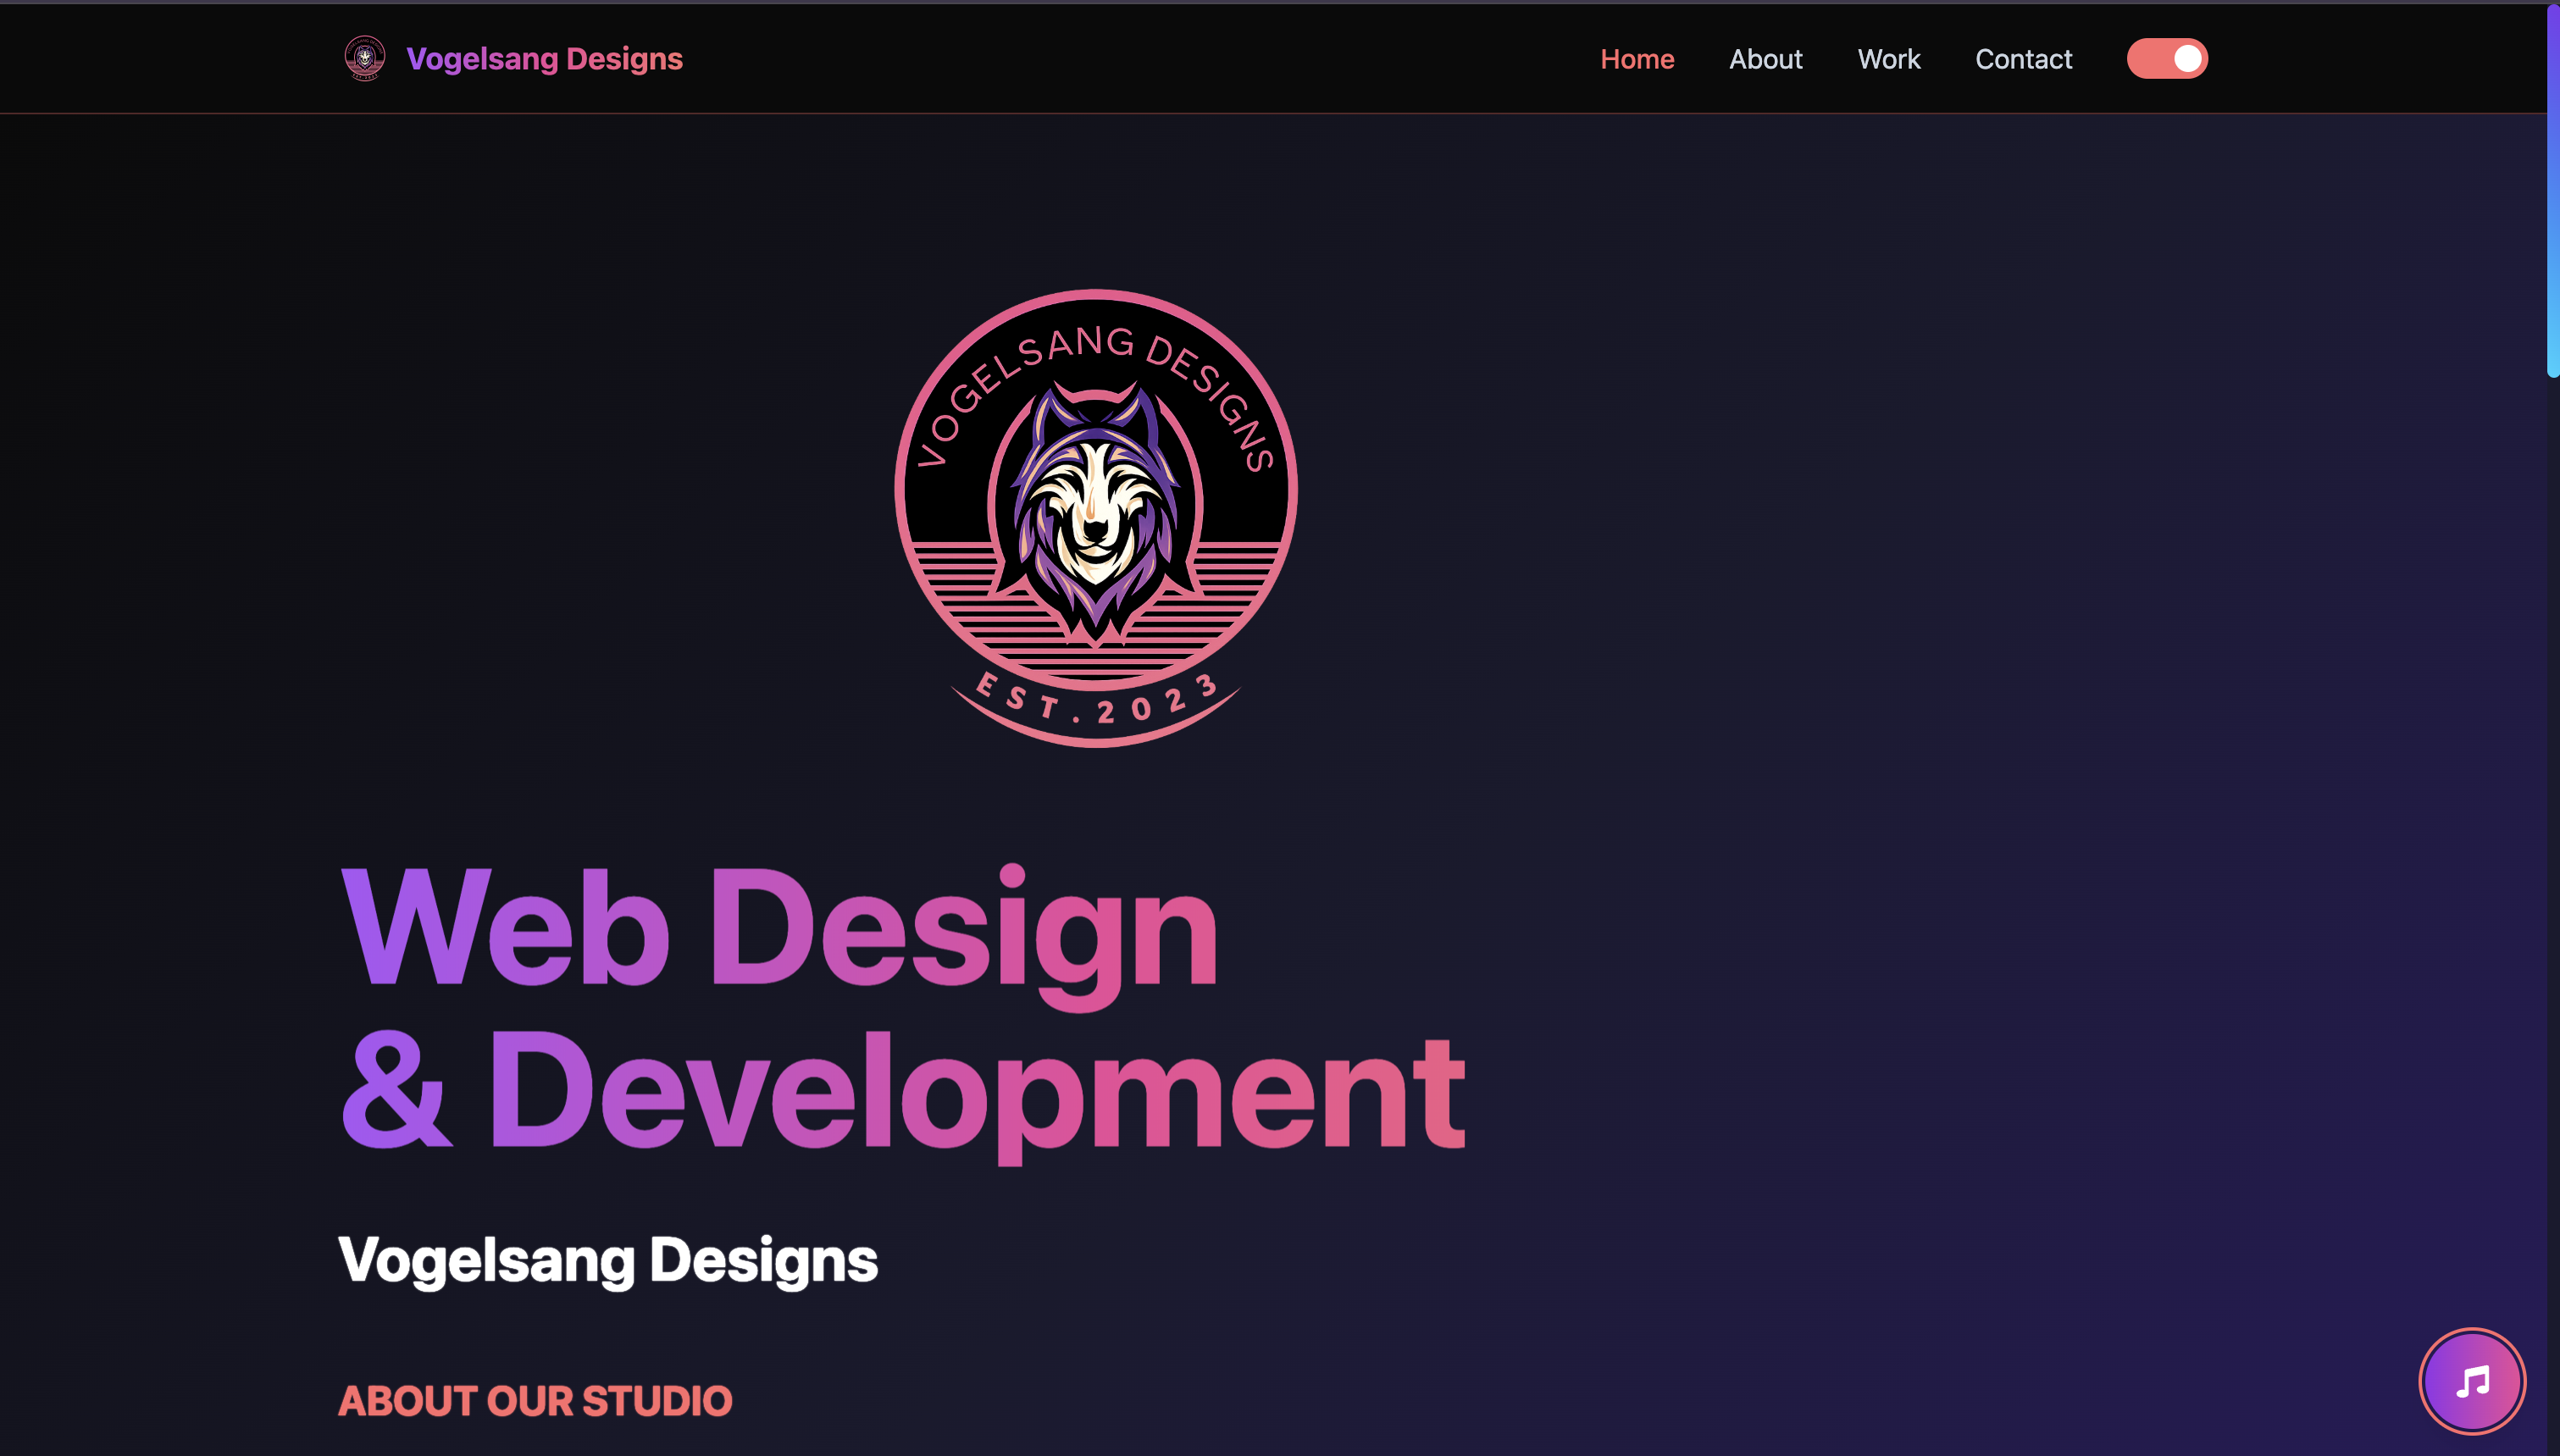 Vogelsang Designs
Home
About
Work
Contact
VOGELSANG DESIGNS
EST.2023
Web Design
& Development
Vogelsang Designs
ABOUT OUR STUDIO